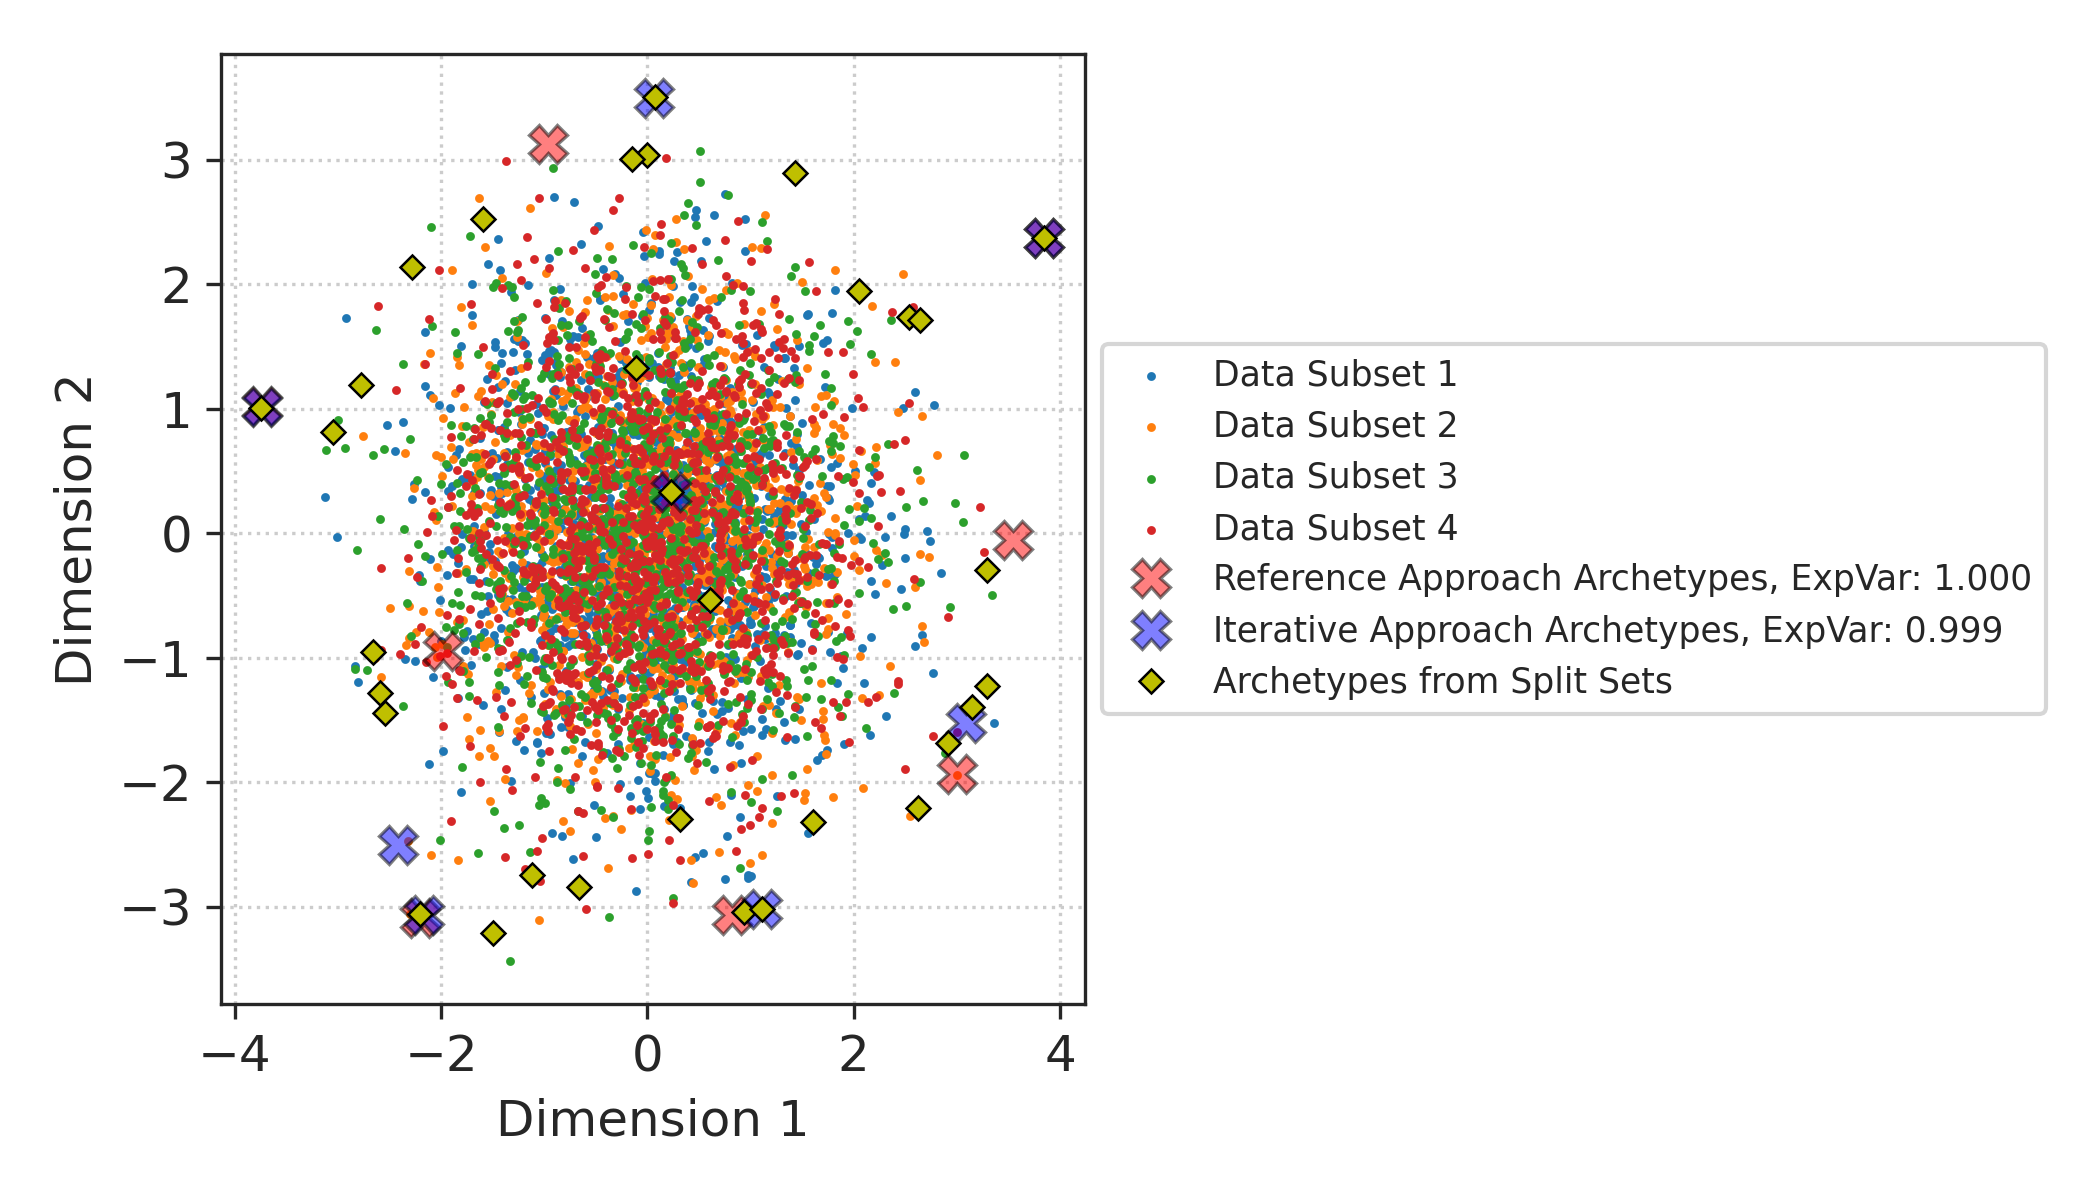 3
2
1
0
−1
−2
−3
Dimension 2
−4 −2 0 2 4
Dimension 1
Data Subset 1
Data Subset 2
Data Subset 3
Data Subset 4
Reference Approach Archetypes, ExpVar: 1.000
Iterative Approach Archetypes, ExpVar: 0.999
Archetypes from Split Sets